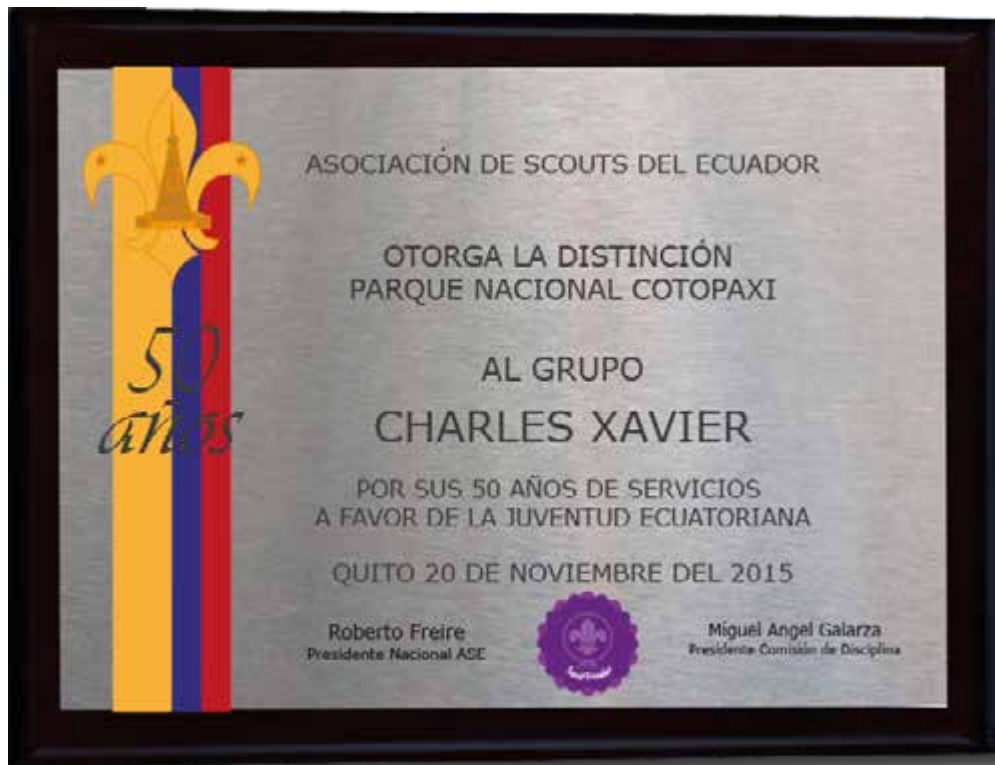 ASOCIACIÓN DE SCOUTS DEL ECUADOR
OTORGA LA DISTINCIÓN
PARQUE NACIONAL COTOPAXI
AL GRUPO
CHARLES XAVIER
POR SUS 50 AÑOS DE SERVICIOS
A FAVOR DE LA JUVENTUD ECUATORIANA
QUITO 20 DE NOVIEMBRE DEL 2015
50
años
Roberto Freire
Presidente Nacional ASE
Miguel Angel Galarza
Presidente Comisión de Disciplina